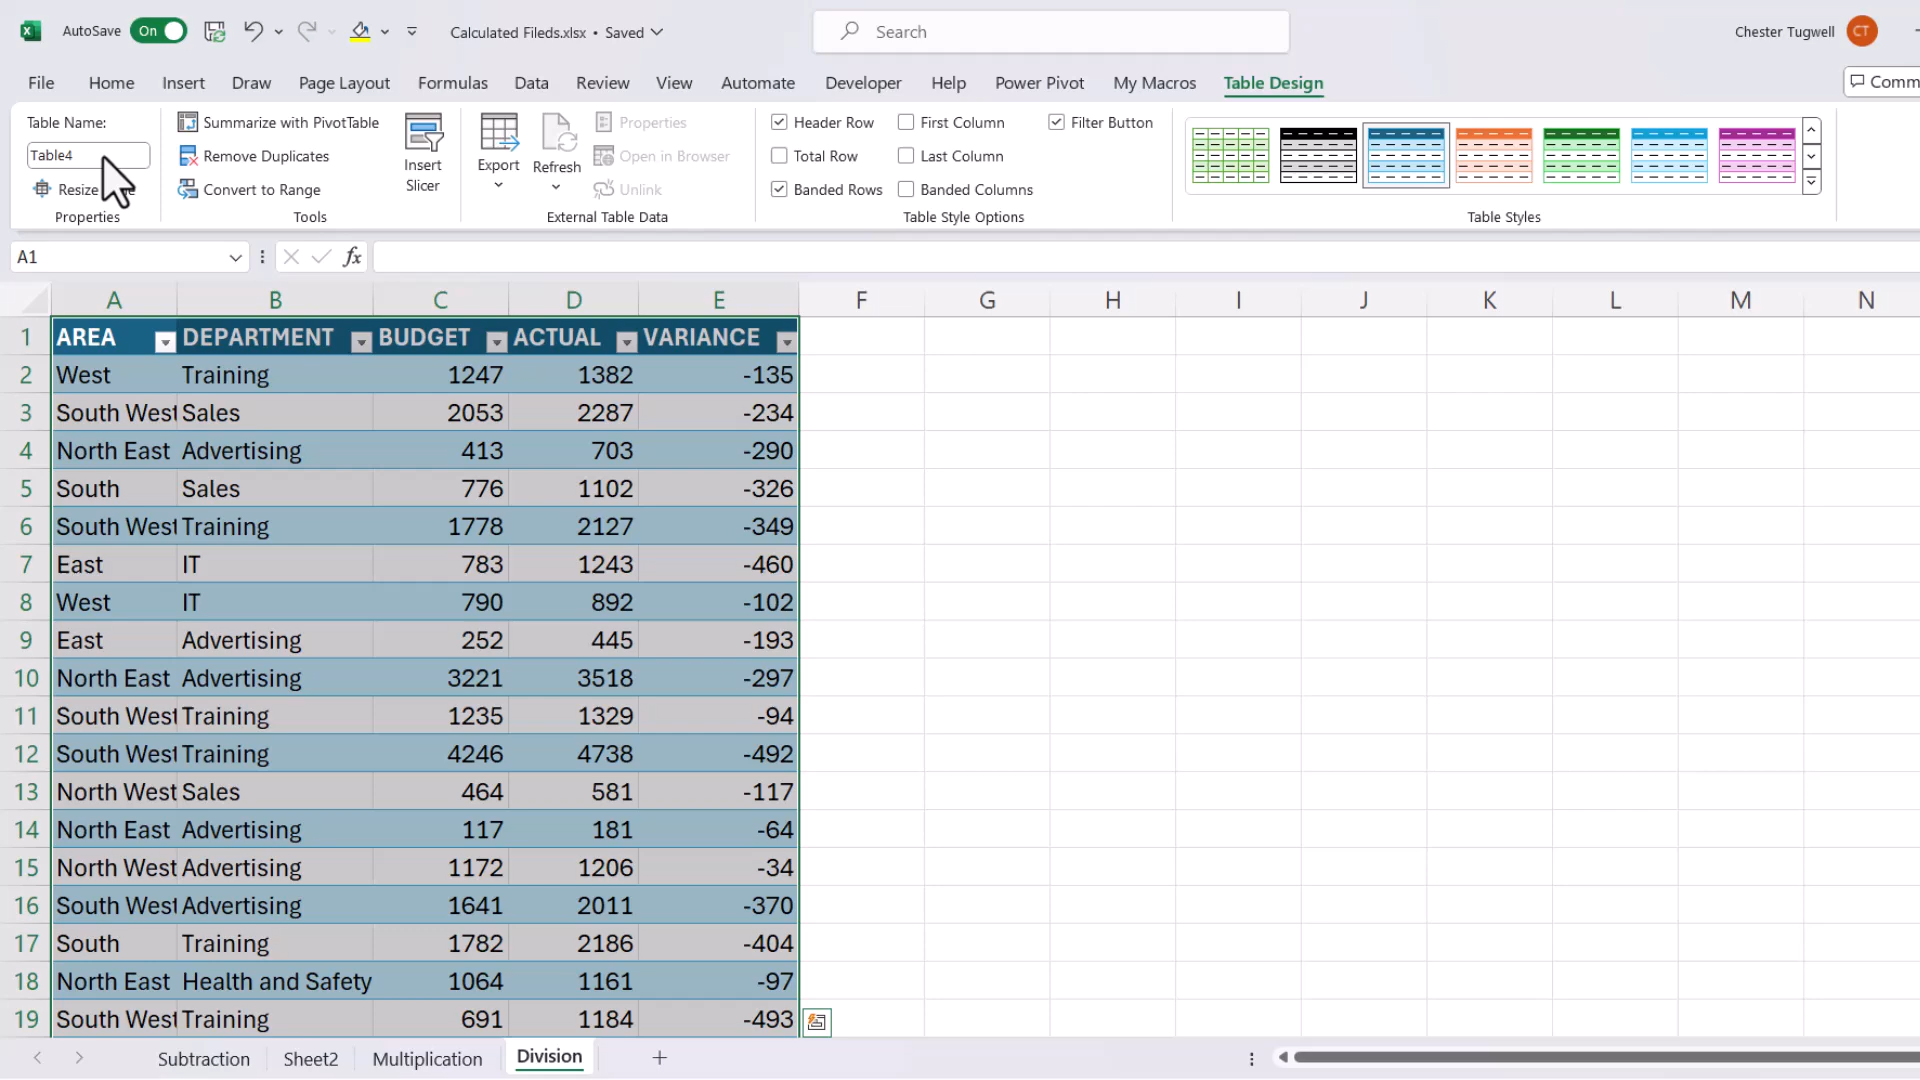 AutoSave On Calculated Fileds.xlsx • Saved Search Chester Tugwell CT
File Home Insert Draw Page Layout Formulas Data Review View Automate Developer Help Power Pivot My Macros Table Design
Table Name: Summarize with PivotTable Properties Header Row First Column Filter Button
Table4 Remove Duplicates Insert Slicer Export Refresh Open in Browser Total Row Last Column
Convert to Range Unlink Banded Rows Banded Columns
Properties Tools External Table Data Table Style Options Table Styles
A1 fx
A B C D E F G H I J K L M N
1 AREA DEPARTMENT BUDGET ACTUAL VARIANCE
2 West Training 1247 1382 -135
3 South West Sales 2053 2287 -234
4 North East Advertising 413 703 -290
5 South Sales 776 1102 -326
6 South West Training 1778 2127 -349
7 East IT 783 1243 -460
8 West IT 790 892 -102
9 East Advertising 252 445 -193
10 North East Advertising 3221 3518 -297
11 South West Training 1235 1329 -94
12 South West Training 4246 4738 -492
13 North West Sales 464 581 -117
14 North East Advertising 117 181 -64
15 North West Advertising 1172 1206 -34
16 South West Advertising 1641 2011 -370
17 South Training 1782 2186 -404
18 North East Health and Safety 1064 1161 -97
19 South West Training 691 1184 -493
Subtraction Sheet2 Multiplication Division